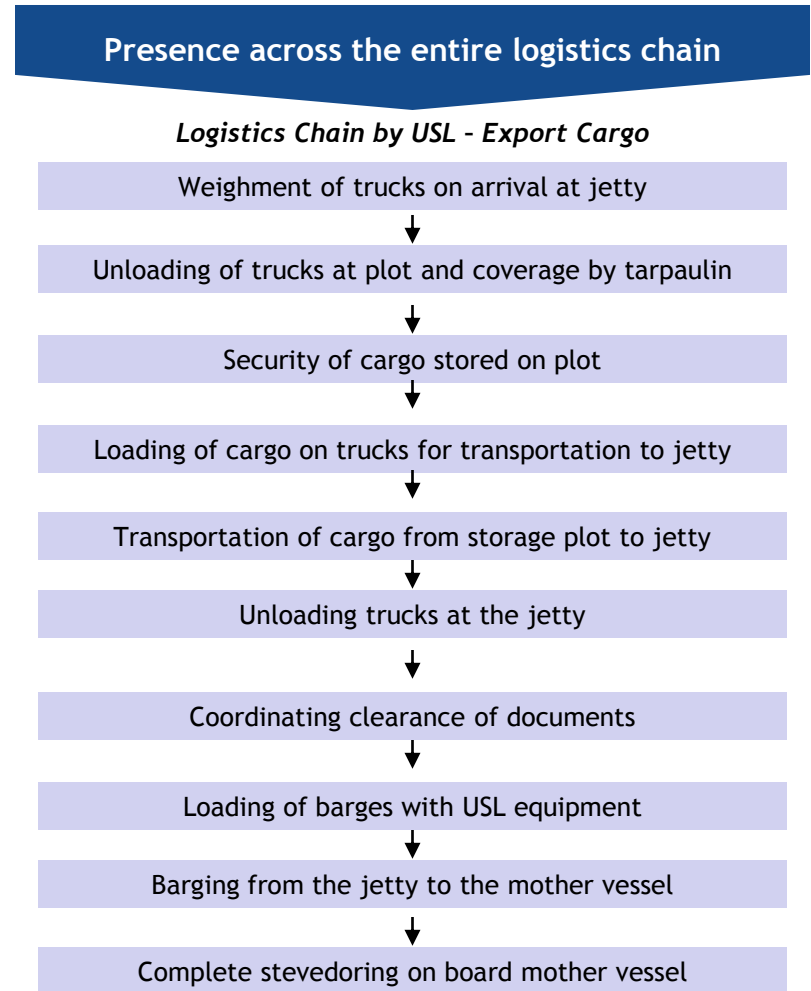 Presence across the entire logistics chain
Logistics Chain by USL – Export Cargo
Weighment of trucks on arrival at jetty
Unloading of trucks at plot and coverage by tarpaulin
Security of cargo stored on plot
Loading of cargo on trucks for transportation to jetty
Transportation of cargo from storage plot to jetty
Unloading trucks at the jetty
Coordinating clearance of documents
Loading of barges with USL equipment
Barging from the jetty to the mother vessel
Complete stevedoring on board mother vessel